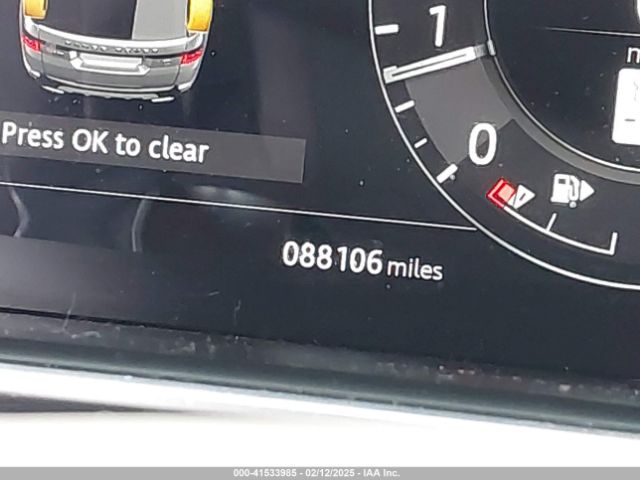 1
Press OK to clear
0
088106 miles
000-41533985 - 02/12/2025 - IAA Inc.